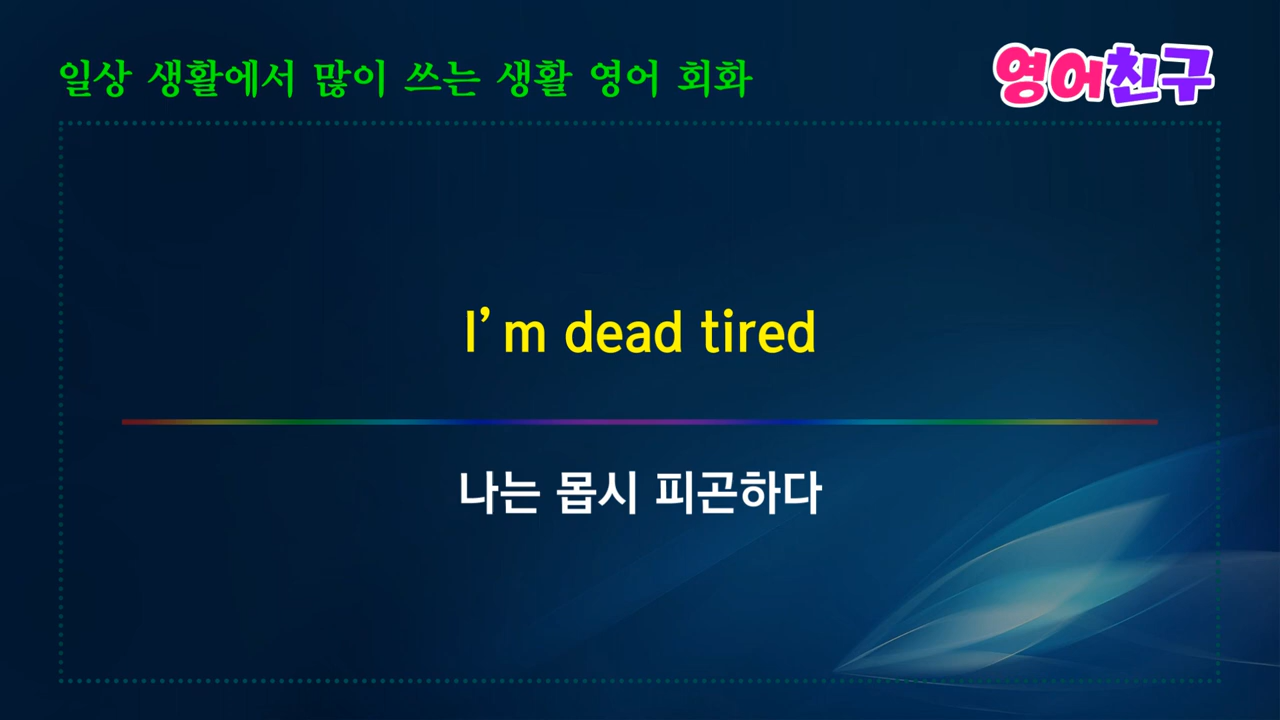 일상 생활에서 많이 쓰는 생활 영어 회화
영어친구
I’m dead tired
나는 몹시 피곤하다